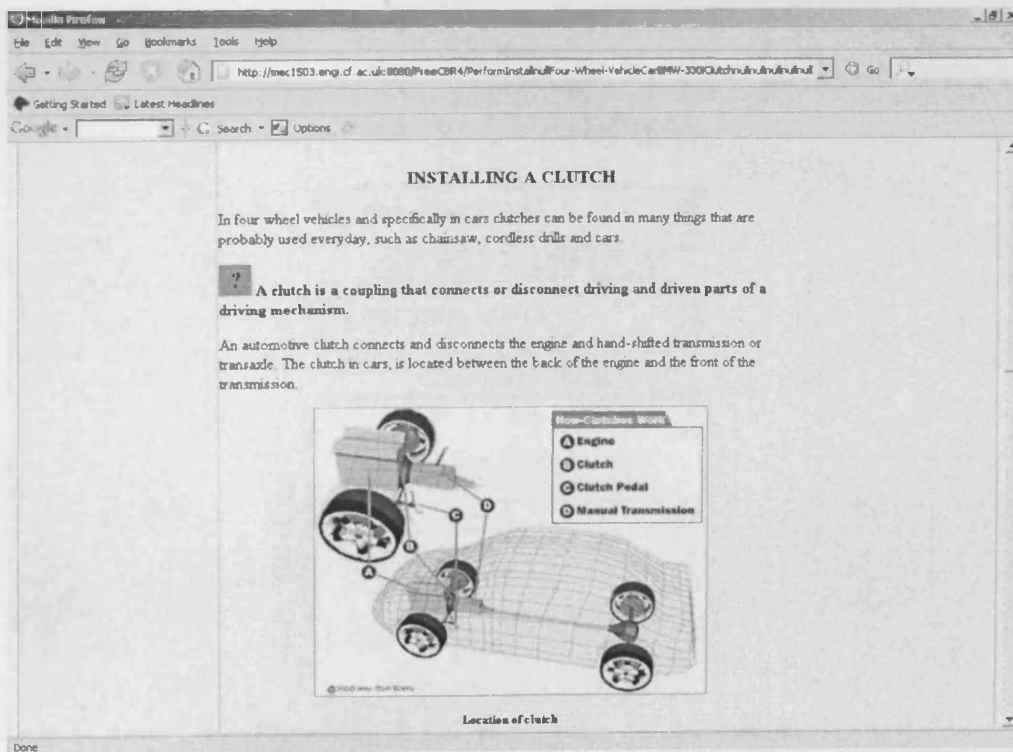 Mozilla Firefox
File Edit View Go Bookmarks Tools Help
http://mec1503.engi.cf.ac.uk:8080/FreeCBR4/PerformInstallnullFour-Wheel-VehicleCarBMW-330iClutchnullnullnullnull Go
Getting Started Latest Headlines
Google Search Options
INSTALLING A CLUTCH
In four wheel vehicles and specifically in cars clutches can be found in many things that are
probably used everyday, such as chainsaw, cordless drills and cars.
? A clutch is a coupling that connects or disconnect driving and driven parts of a
driving mechanism.
An automotive clutch connects and disconnects the engine and hand-shifted transmission or
transaxle. The clutch in cars, is located between the back of the engine and the front of the
transmission.
How Clutches Work
A Engine
B Clutch
C Clutch Pedal
D Manual Transmission
D
C
B
A
Location of clutch
Done